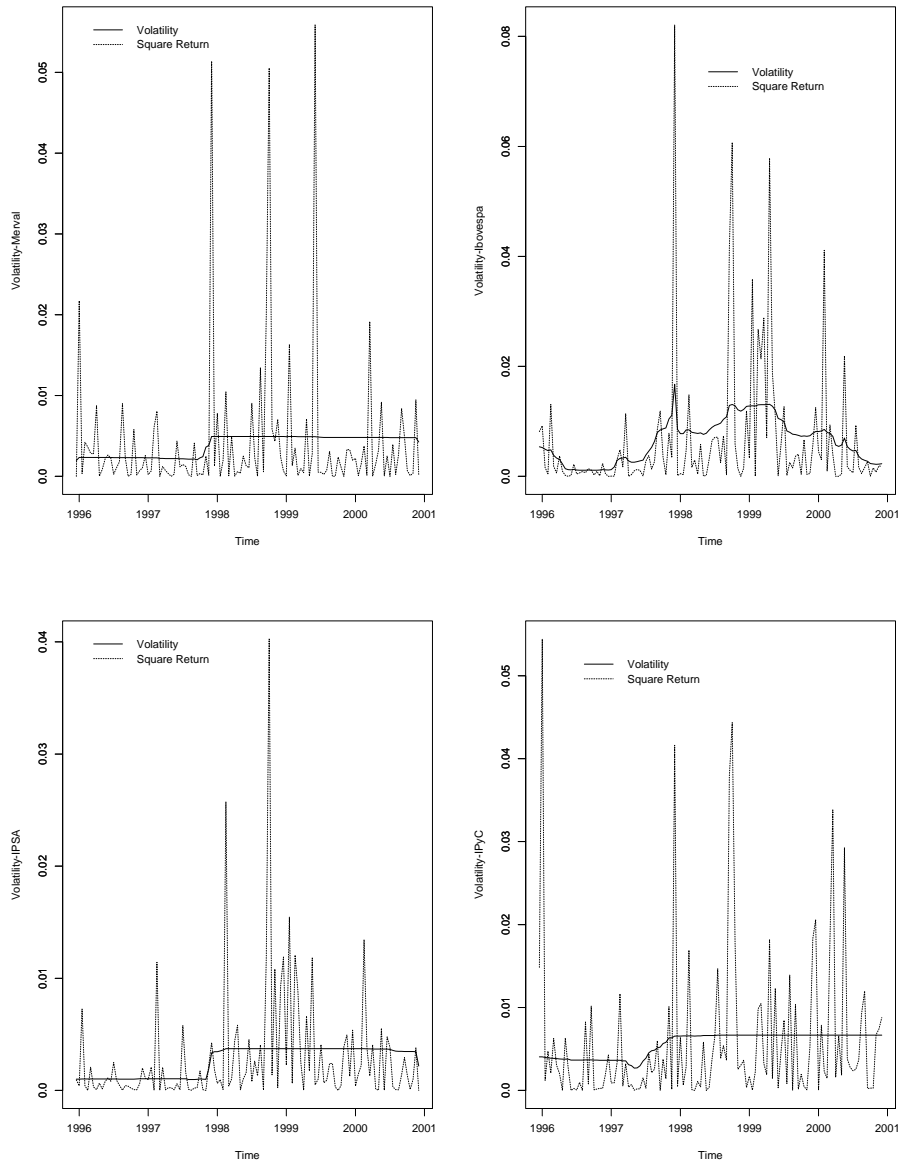 Volatility
Square Return
Volatility-Merval
0.0
0.01
0.02
0.03
0.04
0.05
1996 1997 1998 1999 2000 2001
Time
Volatility
Square Return
Volatility-Ibovespa
0.0
0.02
0.04
0.06
0.08
1996 1997 1998 1999 2000 2001
Time
Volatility
Square Return
Volatility-IPSA
0.0
0.01
0.02
0.03
0.04
1996 1997 1998 1999 2000 2001
Time
Volatility
Square Return
Volatility-IPyC
0.0
0.01
0.02
0.03
0.04
0.05
1996 1997 1998 1999 2000 2001
Time